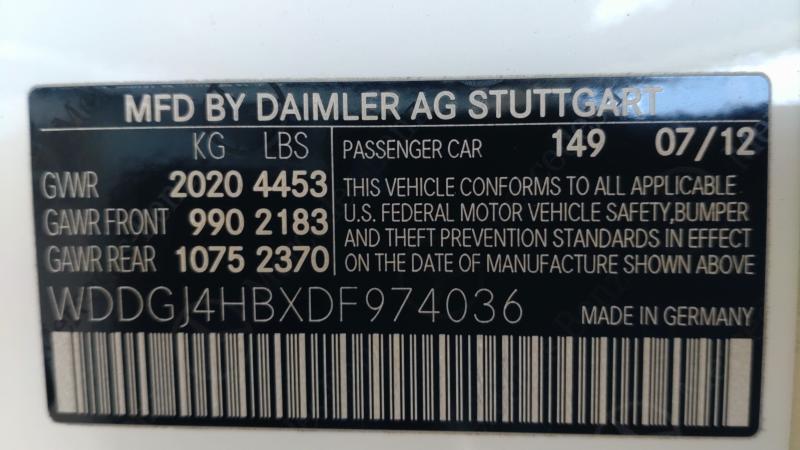 MFD BY DAIMLER AG STUTTGART
KG LBS
GVWR 2020 4453
GAWR FRONT 990 2183
GAWR REAR 1075 2370
PASSENGER CAR 149 07/12
THIS VEHICLE CONFORMS TO ALL APPLICABLE
U.S. FEDERAL MOTOR VEHICLE SAFETY,BUMPER
AND THEFT PREVENTION STANDARDS IN EFFECT
ON THE DATE OF MANUFACTURE SHOWN ABOVE
WDDGJ4HBXDF974036
MADE IN GERMANY